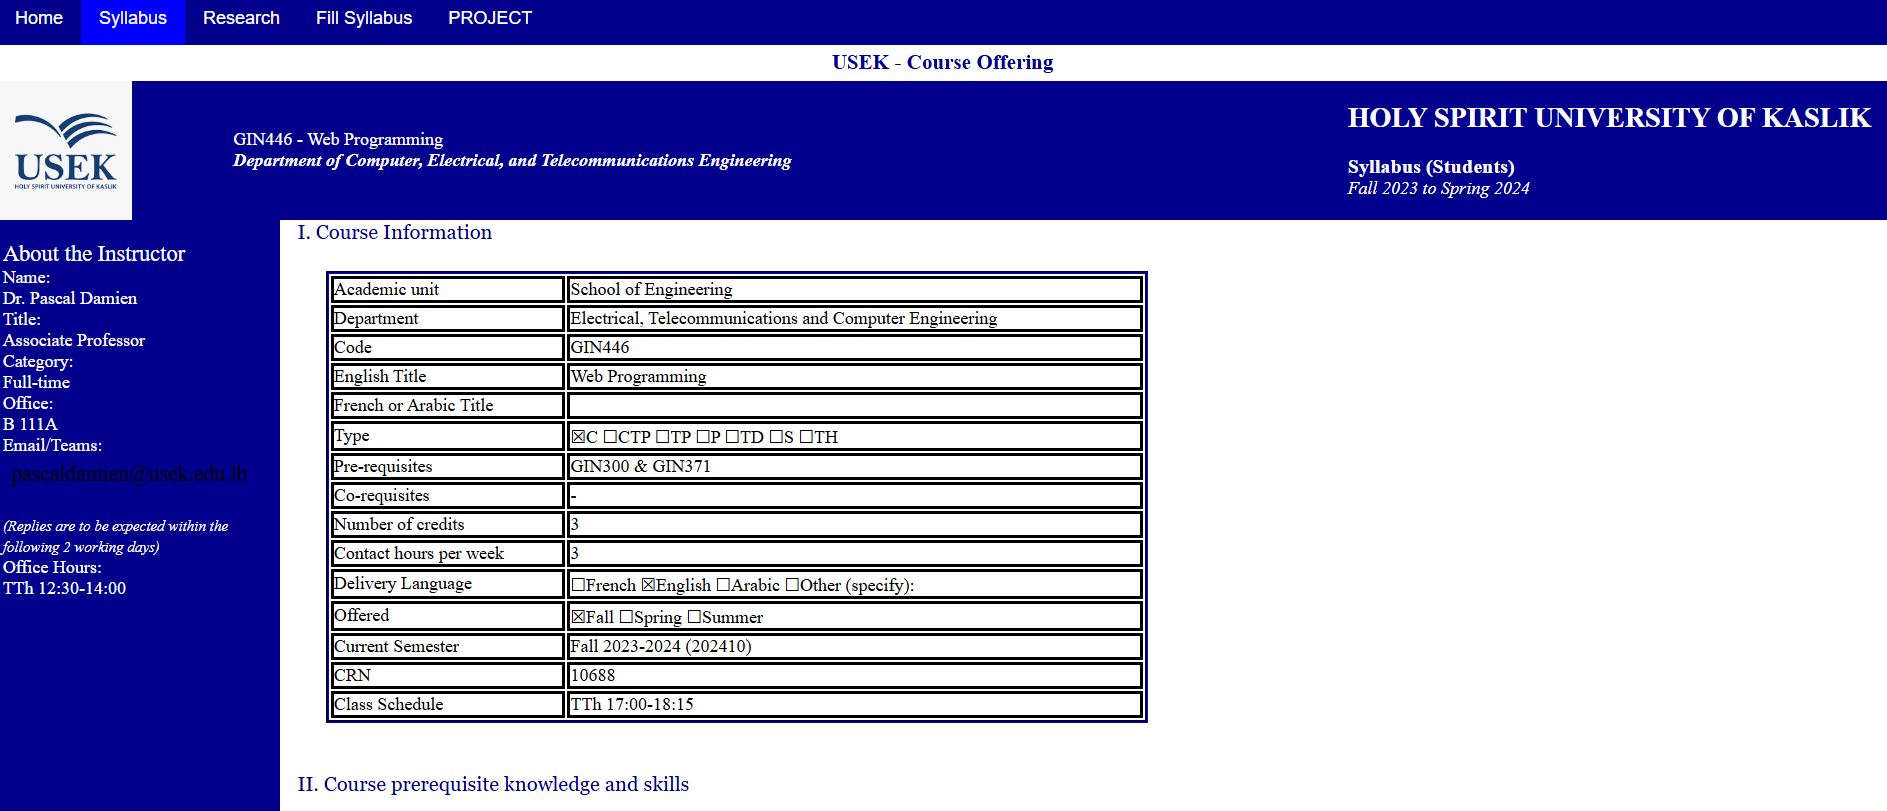 Home Syllabus Research Fill Syllabus PROJECT
USEK - Course Offering
USEK
HOLY SPIRIT UNIVERSITY OF KASLIK
GIN446 - Web Programming
Department of Computer, Electrical, and Telecommunications Engineering
HOLY SPIRIT UNIVERSITY OF KASLIK
Syllabus (Students)
Fall 2023 to Spring 2024
About the Instructor
Name:
Dr. Pascal Damien
Title:
Associate Professor
Category:
Full-time
Office:
B 111A
Email/Teams:
pascaldamien@usek.edu.lb
(Replies are to be expected within the
following 2 working days)
Office Hours:
TTh 12:30-14:00
I. Course Information
Academic unit School of Engineering
Department Electrical, Telecommunications and Computer Engineering
Code GIN446
English Title Web Programming
French or Arabic Title
Type ☒C ☐CTP ☐TP ☐P ☐TD ☐S ☐TH
Pre-requisites GIN300 & GIN371
Co-requisites -
Number of credits 3
Contact hours per week 3
Delivery Language ☐French ☒English ☐Arabic ☐Other (specify):
Offered ☒Fall ☐Spring ☐Summer
Current Semester Fall 2023-2024 (202410)
CRN 10688
Class Schedule TTh 17:00-18:15
II. Course prerequisite knowledge and skills